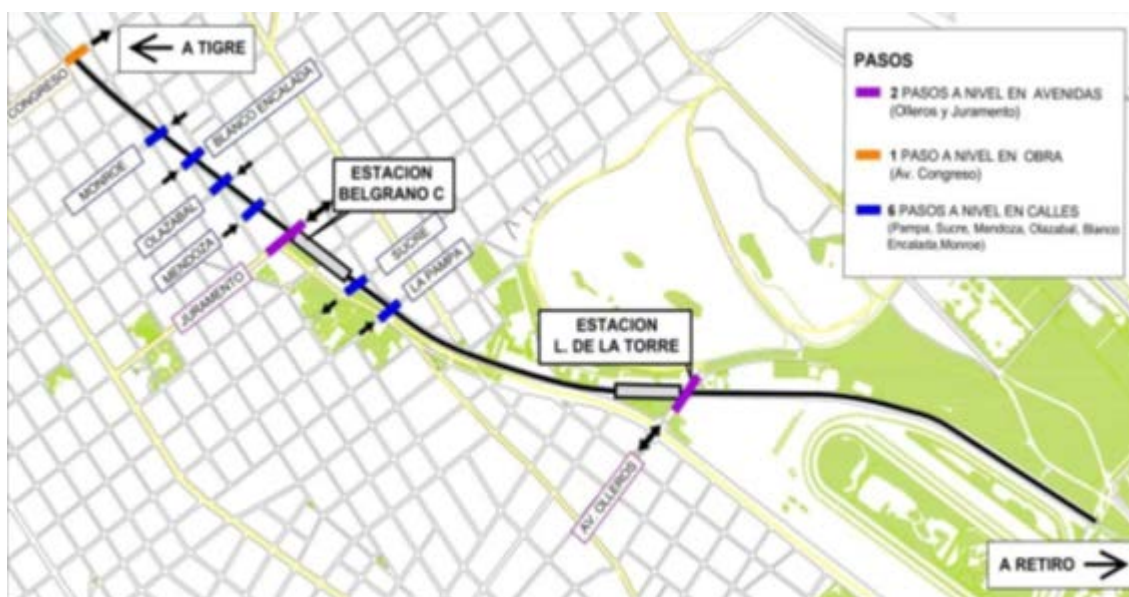 A TIGRE
CONGRESO
BLANCO ENCALADA
MONROE
ESTACION
BELGRANO C
OLAZABAL
MENDOZA
SUCRE
JURAMENTO
LA PAMPA
ESTACION
L. DE LA TORRE
AV. OLLEROS
A RETIRO
PASOS
2 PASOS A NIVEL EN AVENIDAS
(Olleros y Juramento)
1 PASO A NIVEL EN OBRA
(Av. Congreso)
6 PASOS A NIVEL EN CALLES
(Pampa, Sucre, Mendoza, Olazabal, Blanco
Encalada,Monroe)